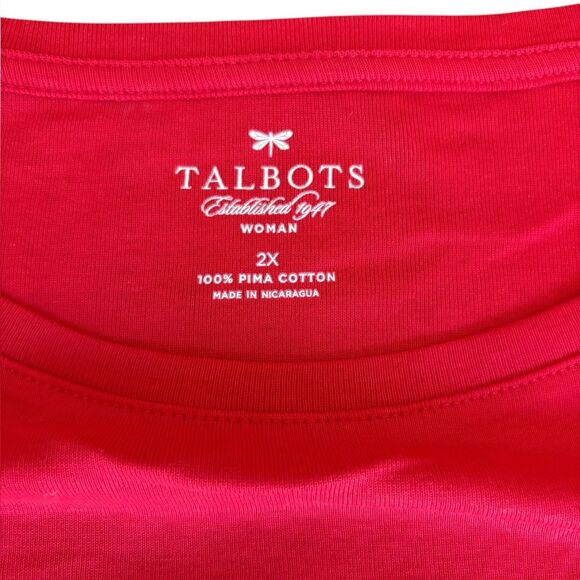 TALBOTS
Established 1947
WOMAN
2X
100% PIMA COTTON
MADE IN NICARAGUA